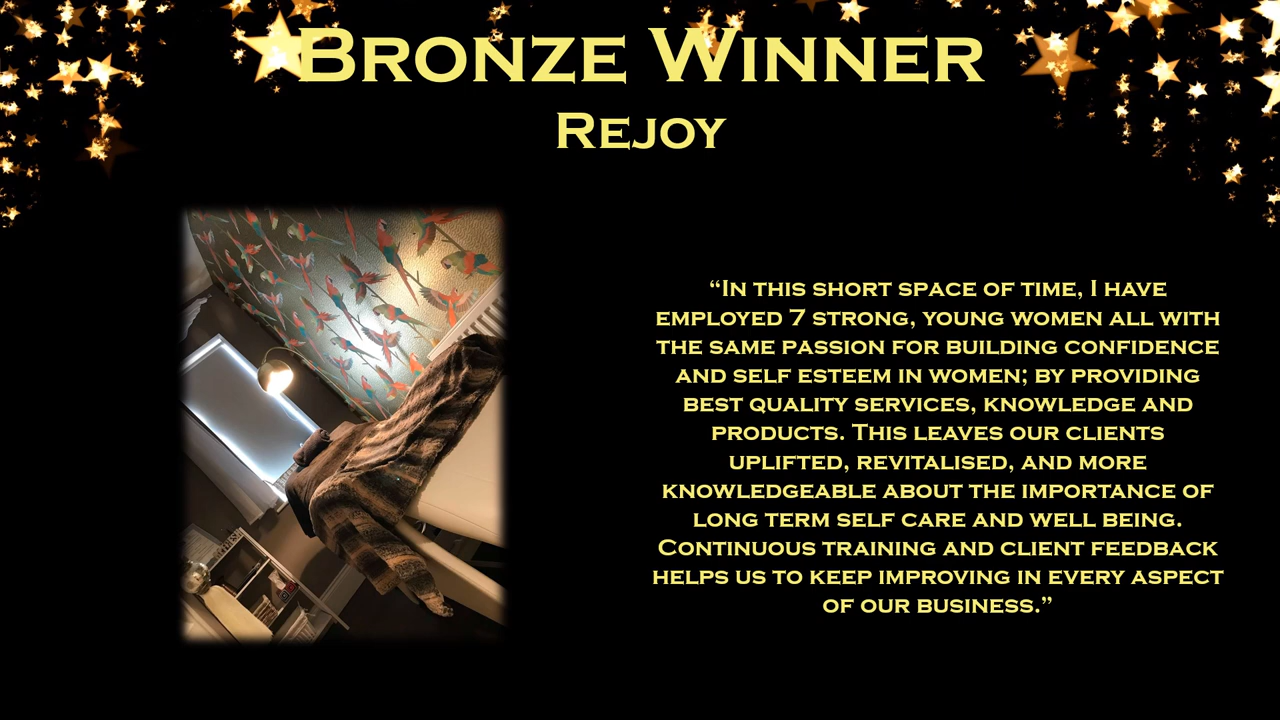 Bronze Winner
Rejoy
“In this short space of time, I have
employed 7 strong, young women all with
the same passion for building confidence
and self esteem in women; by providing
best quality services, knowledge and
products. This leaves our clients
uplifted, revitalised, and more
knowledgeable about the importance of
long term self care and well being.
Continuous training and client feedback
helps us to keep improving in every aspect
of our business.”